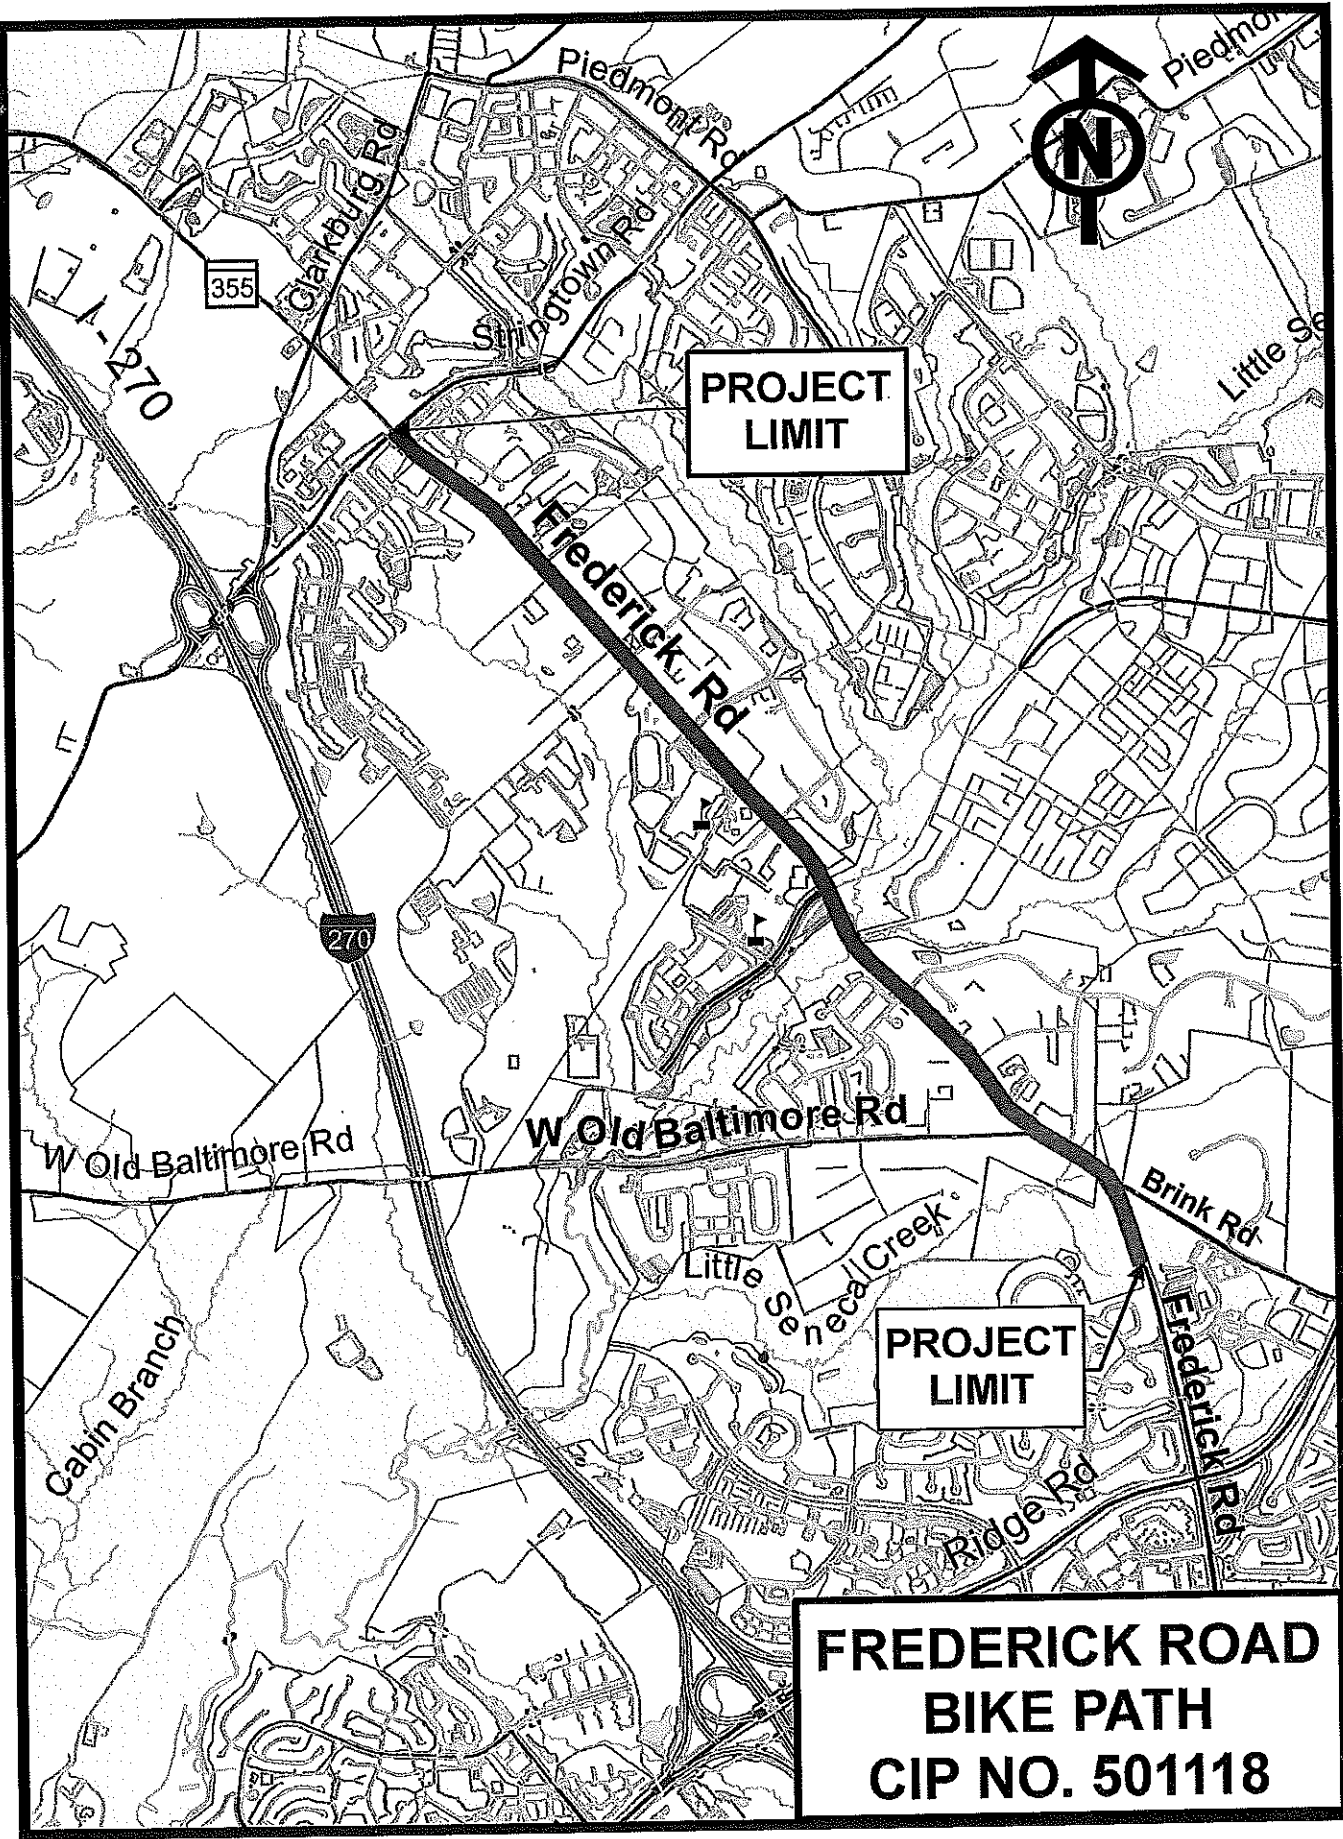 Piedmont Rd
N
Clarkburg Rd
355
Stringtown Rd
I - 270
Little Se
PROJECT
LIMIT
Frederick Rd
270
W Old Baltimore Rd
W Old Baltimore Rd
Brink Rd
Little
Seneca Creek
Cabin Branch
PROJECT
LIMIT
Frederick Rd
Ridge Rd
FREDERICK ROAD
BIKE PATH
CIP NO. 501118